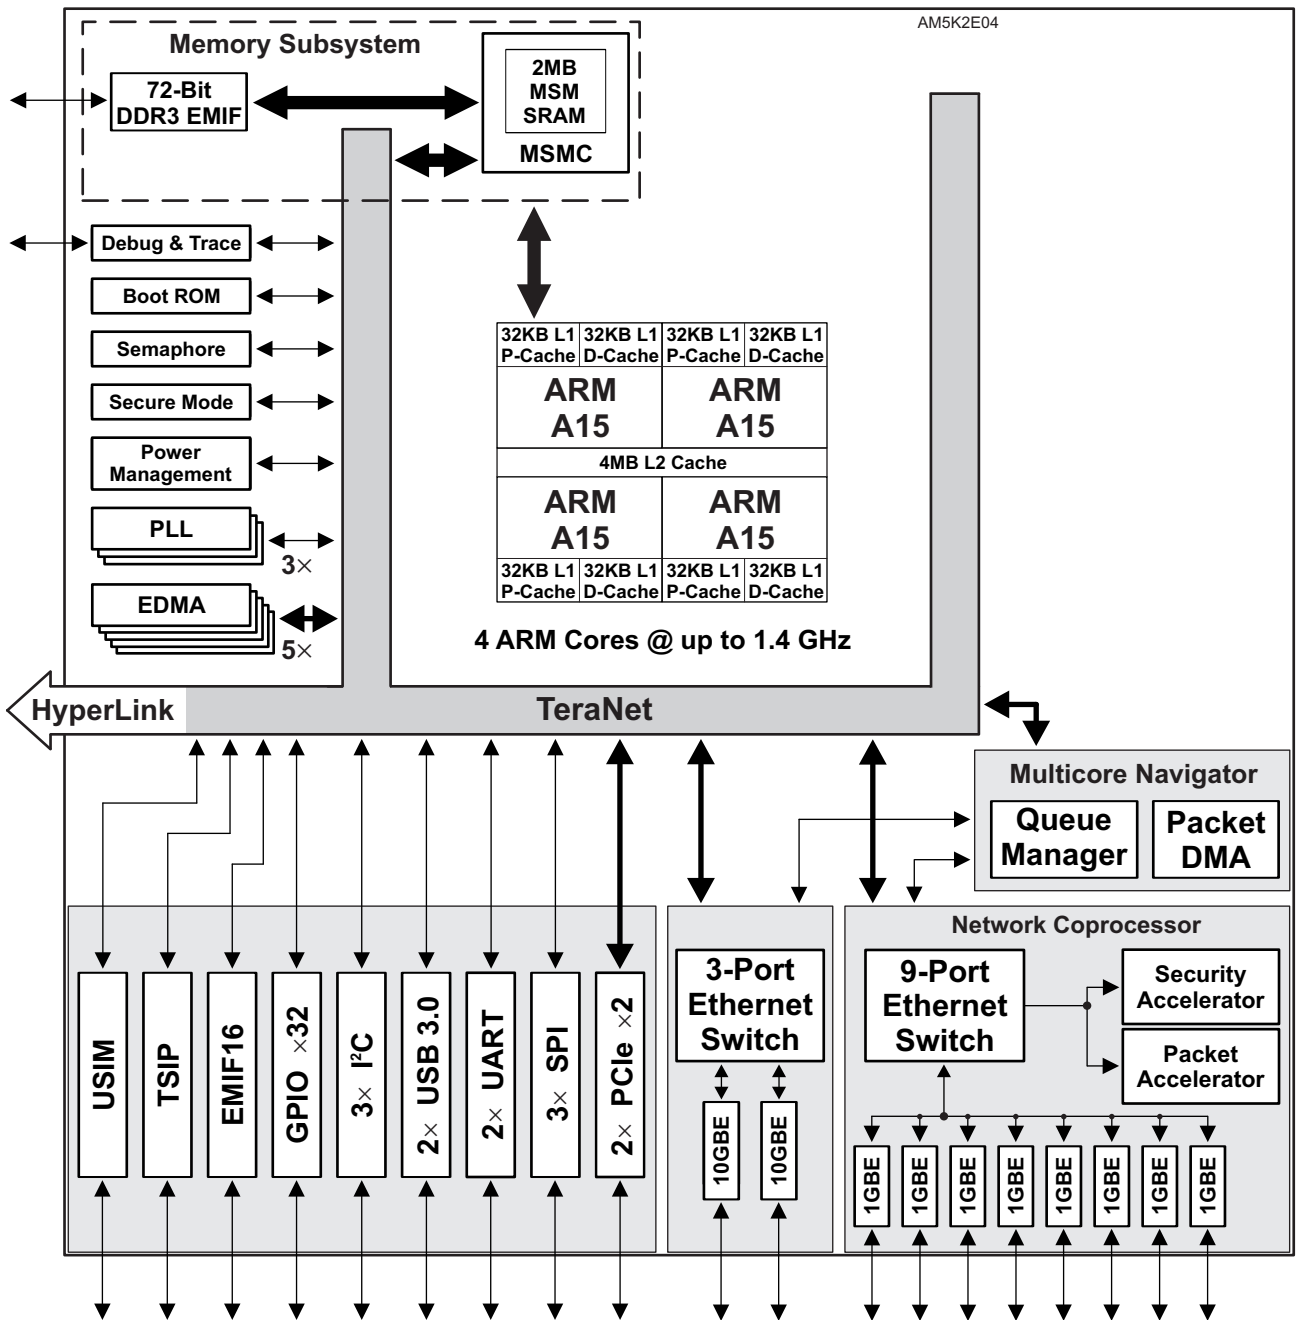 AM5K2E04
Memory Subsystem
72-Bit
DDR3 EMIF
2MB
MSM
SRAM
MSMC
Debug & Trace
Boot ROM
Semaphore
Secure Mode
Power
Management
PLL
3×
EDMA
5×
32KB L1 32KB L1 32KB L1 32KB L1
P-Cache D-Cache P-Cache D-Cache
ARM ARM
A15 A15
4MB L2 Cache
ARM ARM
A15 A15
32KB L1 32KB L1 32KB L1 32KB L1
P-Cache D-Cache P-Cache D-Cache
4 ARM Cores @ up to 1.4 GHz
HyperLink
TeraNet
Multicore Navigator
Queue
Manager
Packet
DMA
USIM
TSIP
EMIF16
GPIO ×32
3× I²C
2× USB 3.0
2× UART
3× SPI
2× PCIe ×2
3-Port
Ethernet
Switch
10GBE
10GBE
Network Coprocessor
9-Port
Ethernet
Switch
Security
Accelerator
Packet
Accelerator
1GBE
1GBE
1GBE
1GBE
1GBE
1GBE
1GBE
1GBE